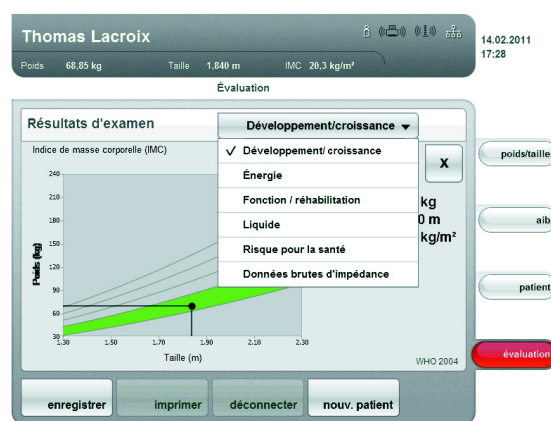 Thomas Lacroix
Poids 68,85 kg Taille 1,840 m IMC 20,3 kg/m²
14.02.2011
17:28
Évaluation
Résultats d'examen
Développement/croissance
Indice de masse corporelle (IMC)
✓ Développement/ croissance
Énergie
Fonction / réhabilitation
Liquide
Risque pour la santé
Données brutes d'impédance
x
kg
0 m
kg/m²
Poids (kg)
240
210
180
150
120
90
60
30
1.30 1.50 1.70 1.90 2.10 2.30
Taille (m)
WHO 2004
poids/taille
aib
patient
évaluation
enregistrer imprimer déconnecter nouv. patient